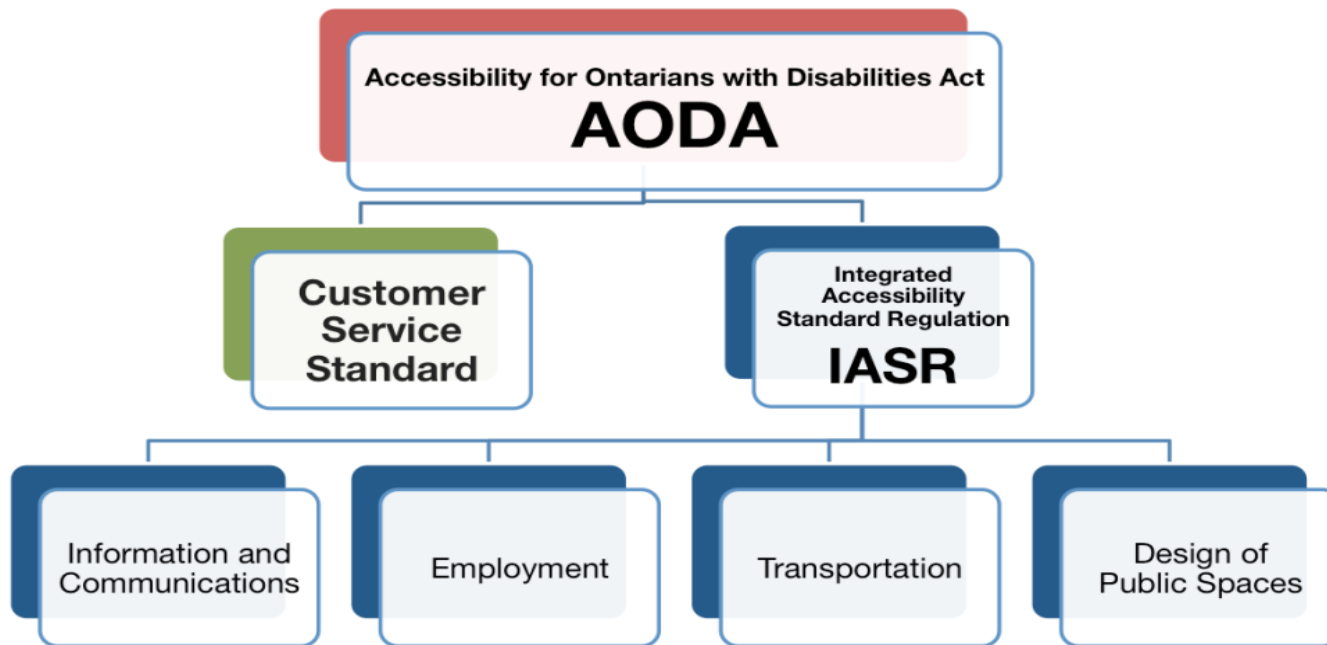 Accessibility for Ontarians with Disabilities Act
AODA
Customer
Service
Standard
Integrated
Accessibility
Standard Regulation
IASR
Information and
Communications
Employment
Transportation
Design of
Public Spaces